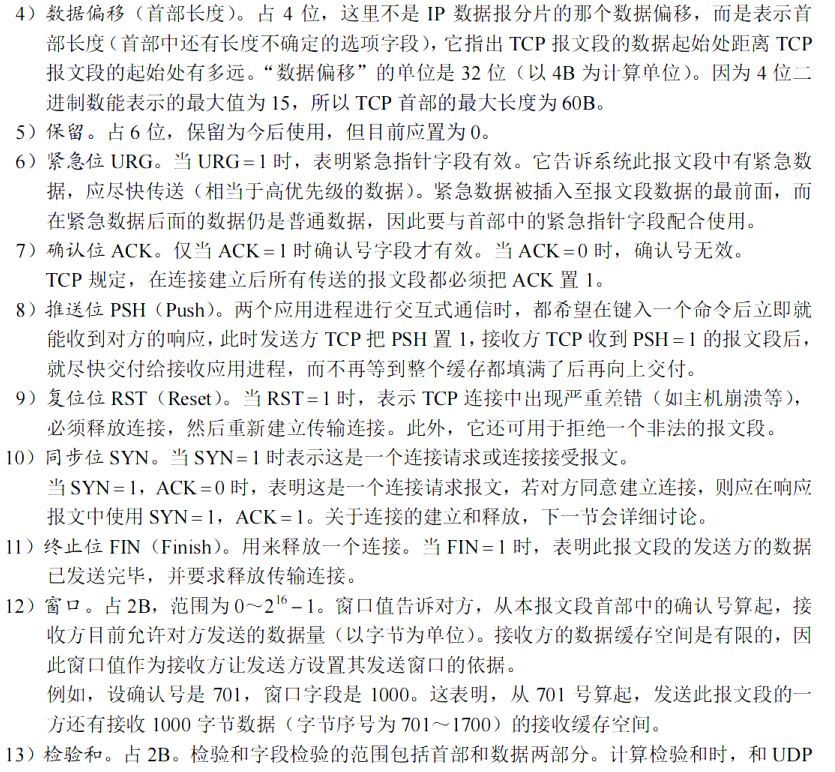 4）数据偏移（首部长度）。占 4 位，这里不是 IP 数据报分片的那个数据偏移，而是表示首
部长度（首部中还有长度不确定的选项字段），它指出 TCP 报文段的数据起始处距离 TCP
报文段的起始处有多远。“数据偏移”的单位是 32 位（以 4B 为计算单位）。因为 4 位二
进制数能表示的最大值为 15，所以 TCP 首部的最大长度为 60B。
5）保留。占 6 位，保留为今后使用，但目前应置为 0。
6）紧急位 URG。当 URG = 1 时，表明紧急指针字段有效。它告诉系统此报文段中有紧急数
据，应尽快传送（相当于高优先级的数据）。紧急数据被插入至报文段数据的最前面，而
在紧急数据后面的数据仍是普通数据，因此要与首部中的紧急指针字段配合使用。
7）确认位 ACK。仅当 ACK = 1 时确认号字段才有效。当 ACK = 0 时，确认号无效。
TCP 规定，在连接建立后所有传送的报文段都必须把 ACK 置 1。
8）推送位 PSH（Push）。两个应用进程进行交互式通信时，都希望在键入一个命令后立即就
能收到对方的响应，此时发送方 TCP 把 PSH 置 1，接收方 TCP 收到 PSH = 1 的报文段后，
就尽快交付给接收应用进程，而不再等到整个缓存都填满了后再向上交付。
9）复位位 RST（Reset）。当 RST = 1 时，表示 TCP 连接中出现严重差错（如主机崩溃等），
必须释放连接，然后重新建立传输连接。此外，它还可用于拒绝一个非法的报文段。
10）同步位 SYN。当 SYN = 1 时表示这是一个连接请求或连接接受报文。
当 SYN = 1，ACK = 0 时，表明这是一个连接请求报文，若对方同意建立连接，则应在响应
报文中使用 SYN = 1，ACK = 1。关于连接的建立和释放，下一节会详细讨论。
11）终止位 FIN（Finish）。用来释放一个连接。当 FIN = 1 时，表明此报文段的发送方的数据
已发送完毕，并要求释放传输连接。
12）窗口。占 2B，范围为 0～2¹⁶ − 1。窗口值告诉对方，从本报文段首部中的确认号算起，接
收方目前允许对方发送的数据量（以字节为单位）。接收方的数据缓存空间是有限的，因
此窗口值作为接收方让发送方设置其发送窗口的依据。
例如，设确认号是 701，窗口字段是 1000。这表明，从 701 号算起，发送此报文段的一
方还有接收 1000 字节数据（字节序号为 701～1700）的接收缓存空间。
13）检验和。占 2B。检验和字段检验的范围包括首部和数据两部分。计算检验和时，和 UDP